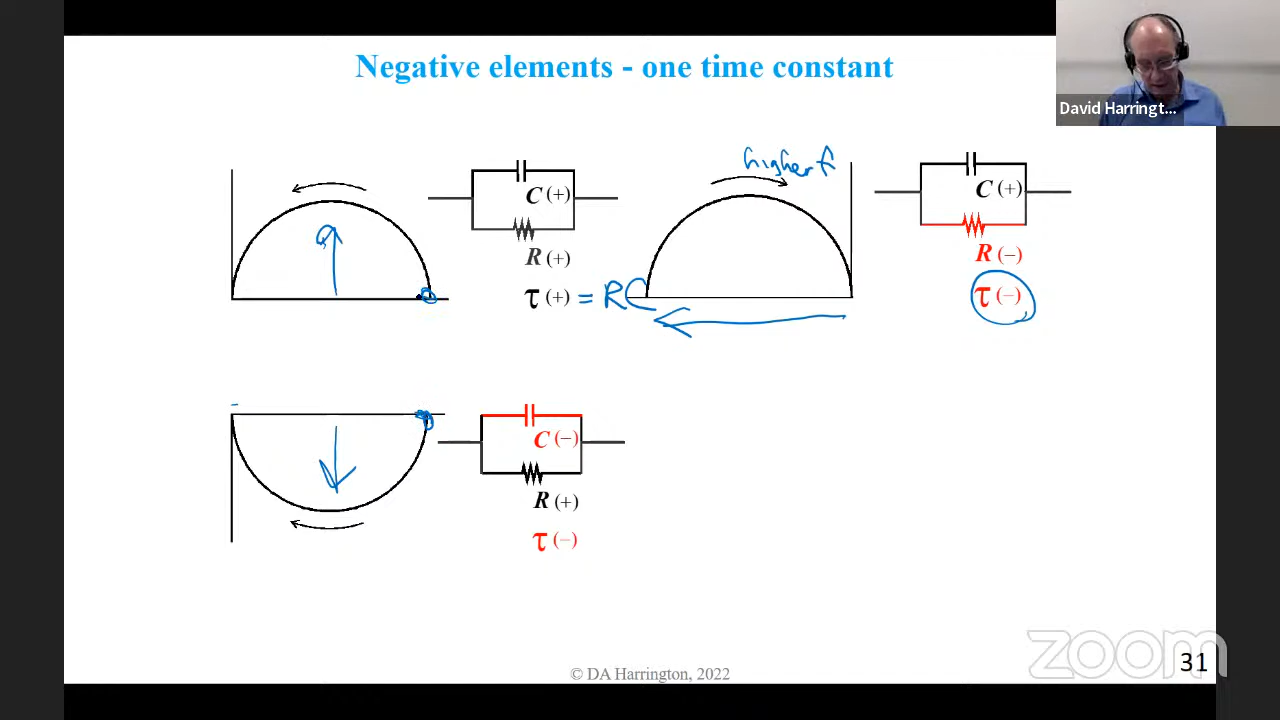 Negative elements - one time constant
David Harringt...
higher f
C (+)
R (+)
τ (+) = RC
C (+)
R (−)
τ (−)
C (−)
R (+)
τ (−)
© DA Harrington, 2022
zoom
31